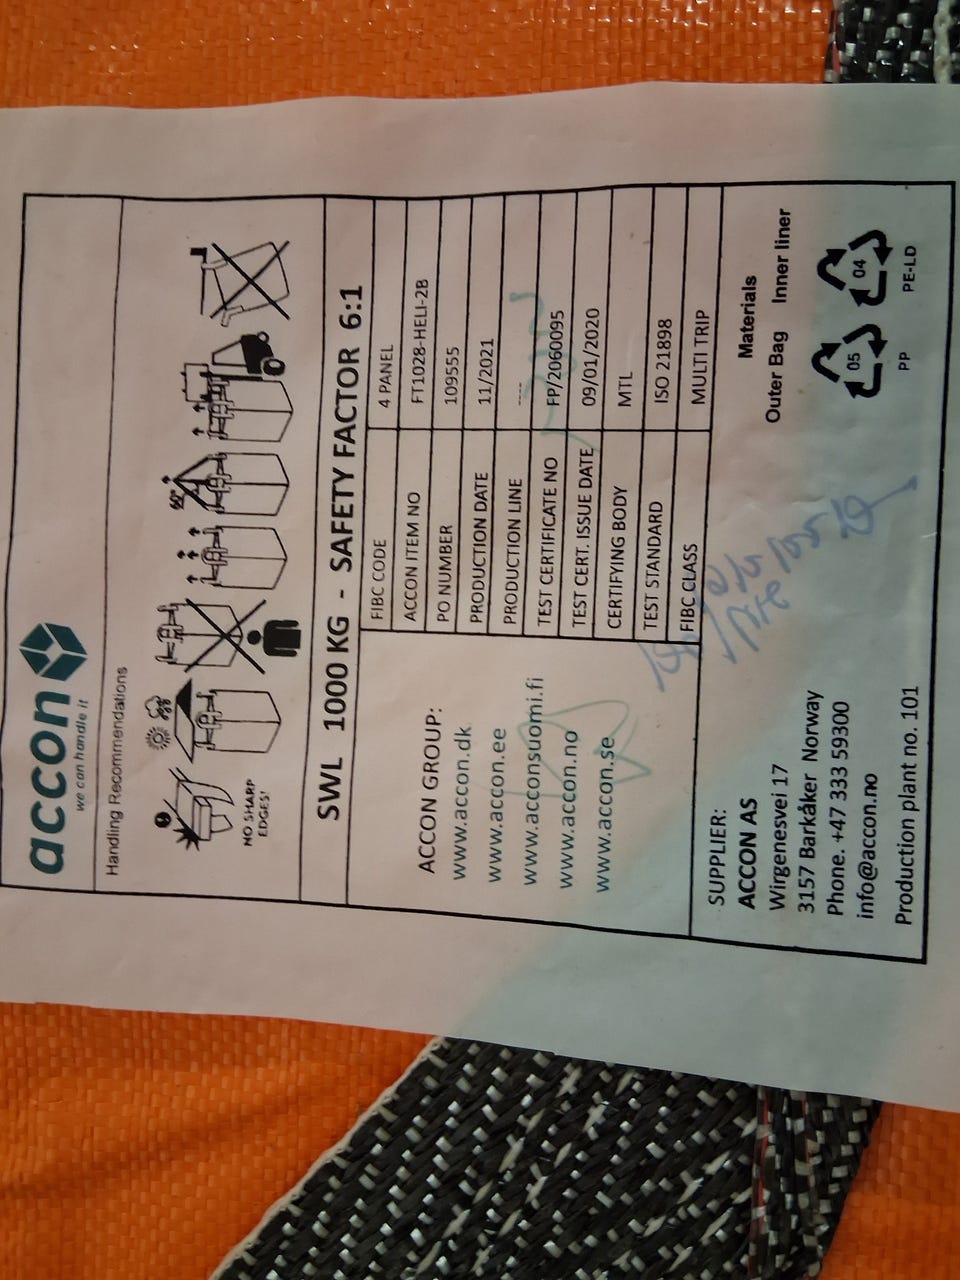 accon
we can handle it
Handling Recommendations
NO SHARP
EDGES!
60°
SWL 1000 KG - SAFETY FACTOR 6:1
ACCON GROUP:
www.accon.dk
www.accon.ee
www.acconsuomi.fi
www.accon.no
www.accon.se
FIBC CODE 4 PANEL
ACCON ITEM NO FT1028-HELI-2B
PO NUMBER 109555
PRODUCTION DATE 11/2021
PRODUCTION LINE ----
TEST CERTIFICATE NO FP/2060095
TEST CERT. ISSUE DATE 09/01/2020
CERTIFYING BODY MTL
TEST STANDARD ISO 21898
FIBC CLASS MULTI TRIP
SUPPLIER:
ACCON AS
Wirgenesvei 17
3157 Barkåker Norway
Phone. +47 333 59300
info@accon.no
Production plant no. 101
Materials
Outer Bag Inner liner
05 04
PP PE-LD